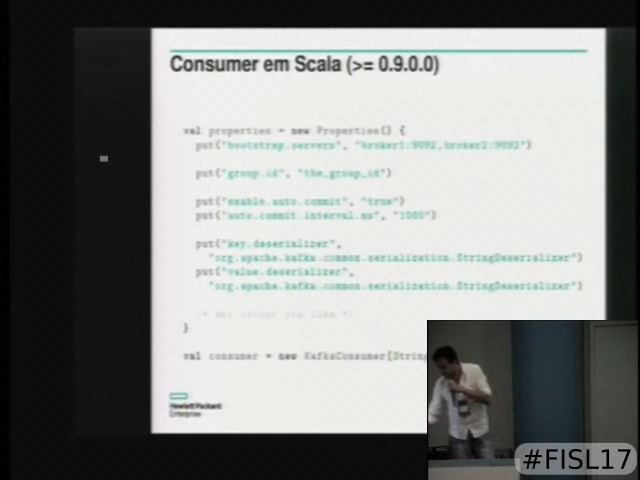 Consumer em Scala (>= 0.9.0.0)
val properties = new Properties() {
put("bootstrap.servers", "broker1:9092,broker2:9092")
put("group.id", "the_group_id")
put("enable.auto.commit", "true")
put("auto.commit.interval.ms", "1000")
put("key.deserializer",
"org.apache.kafka.common.serialization.StringDeserializer")
put("value.deserializer",
"org.apache.kafka.common.serialization.StringDeserializer")
}
val consumer = new KafkaConsumer[String
Hewlett Packard
Enterprise
#FISL17